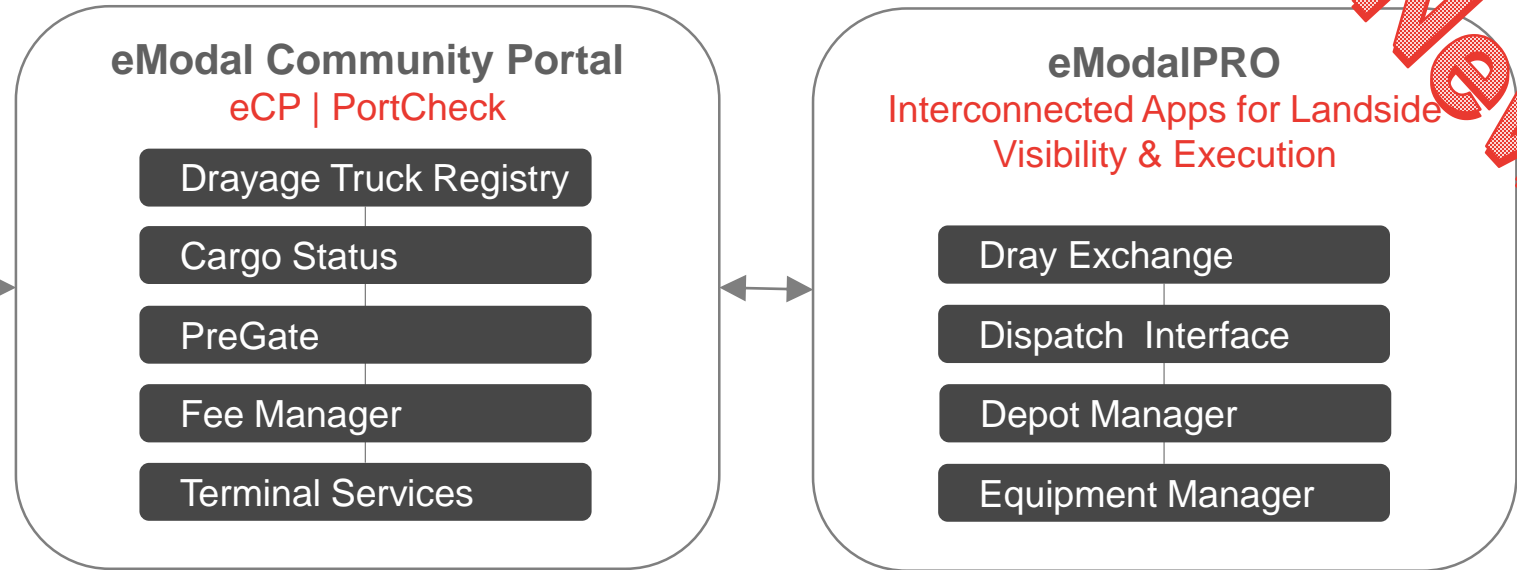 eModal Community Portal
eCP | PortCheck
Drayage Truck Registry
Cargo Status
PreGate
Fee Manager
Terminal Services
eModalPRO
Interconnected Apps for Landside
Visibility & Execution
Dray Exchange
Dispatch Interface
Depot Manager
Equipment Manager